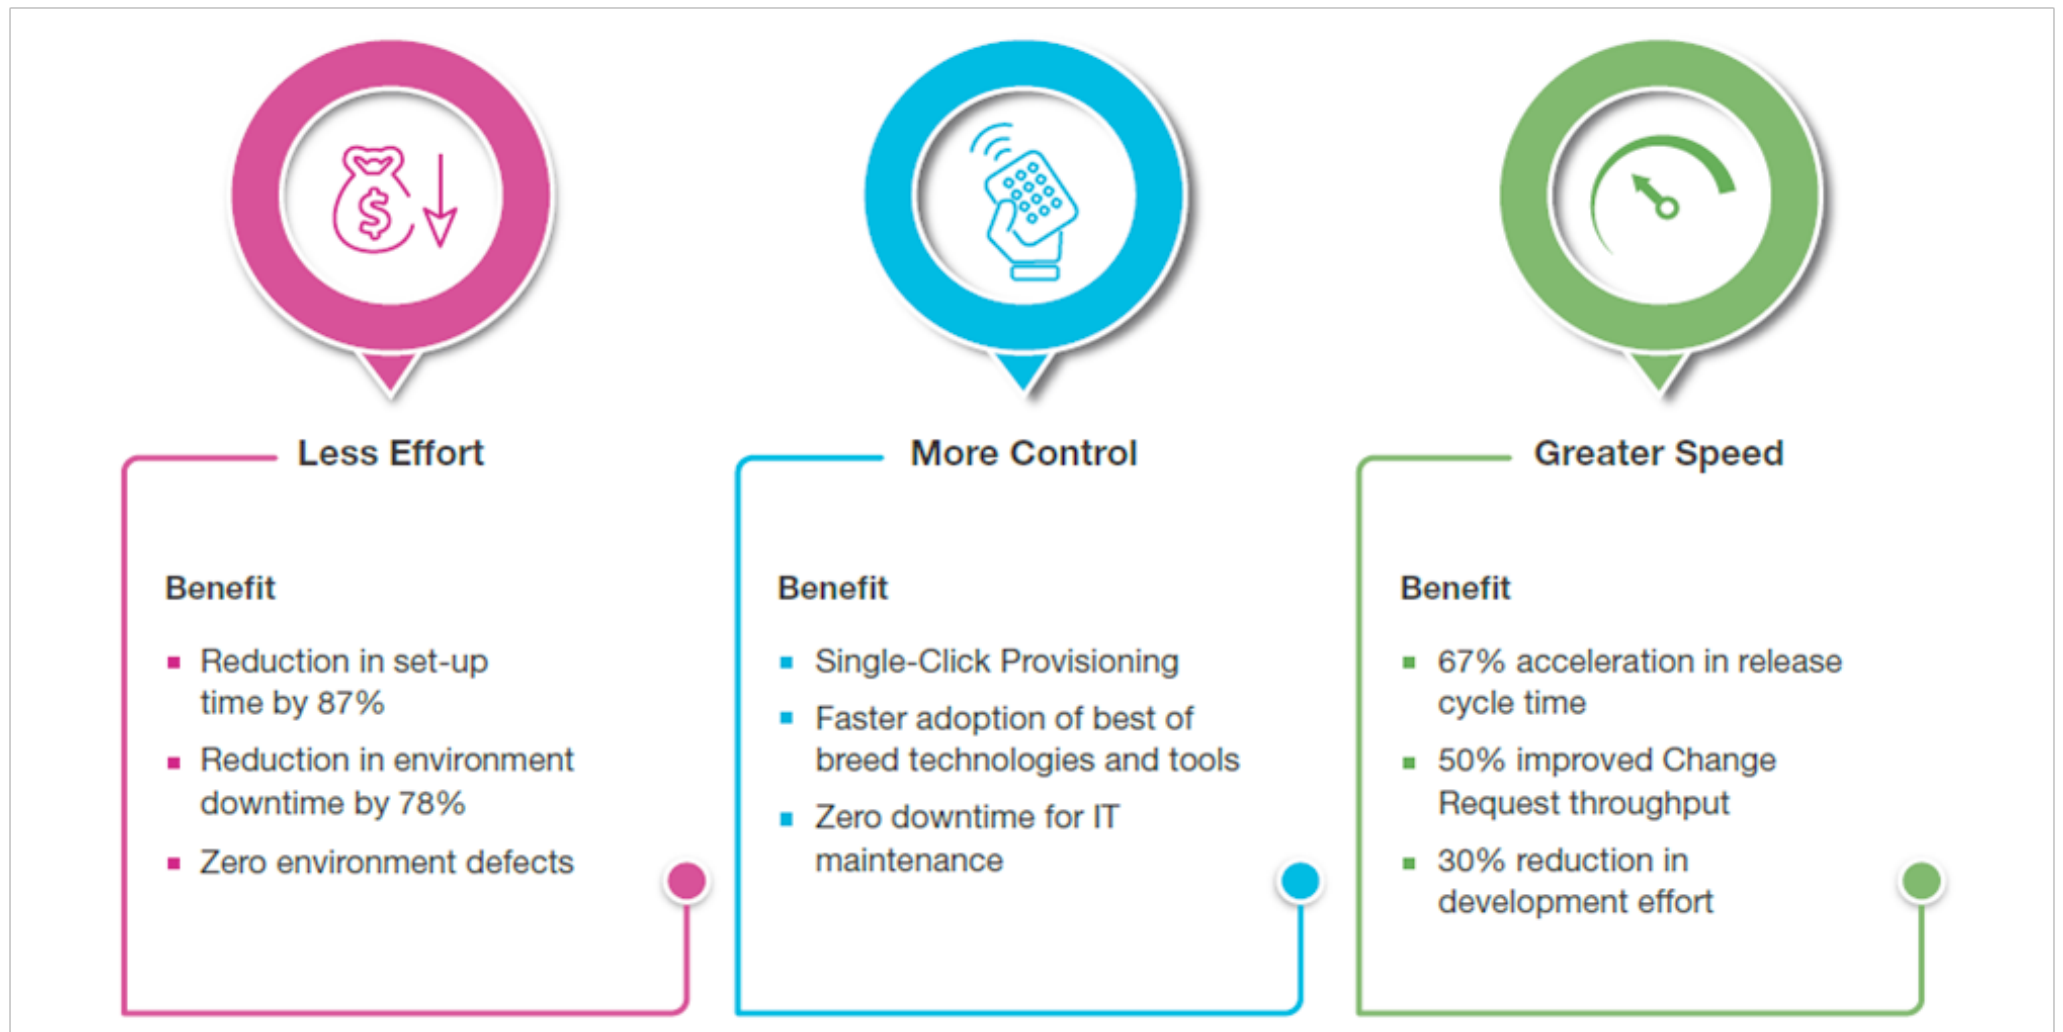 Less Effort
Benefit
Reduction in set-up
time by 87%
Reduction in environment
downtime by 78%
Zero environment defects
More Control
Benefit
Single-Click Provisioning
Faster adoption of best of
breed technologies and tools
Zero downtime for IT
maintenance
Greater Speed
Benefit
67% acceleration in release
cycle time
50% improved Change
Request throughput
30% reduction in
development effort